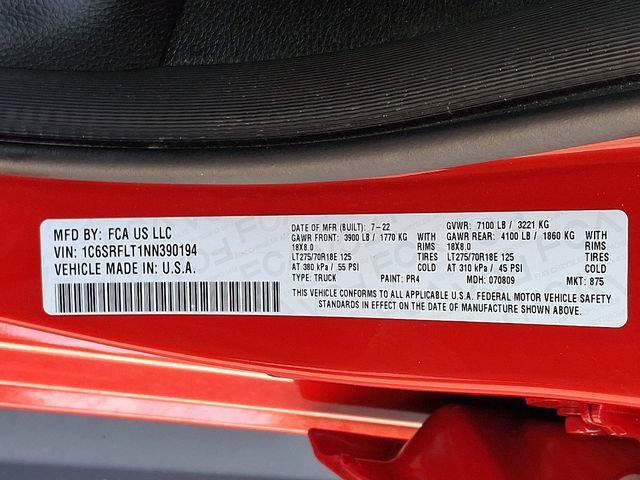 MFD BY: FCA US LLC
VIN: 1C6SRFLT1NN390194
VEHICLE MADE IN U.S.A.
DATE OF MFR (BUILT): 7-22 GVWR: 7100 LB / 3221 KG
GAWR FRONT: 3900 LB / 1770 KG WITH GAWR REAR: 4100 LB / 1860 KG WITH
18X8.0 RIMS 18X8.0 RIMS
LT275/70R18E 125 TIRES LT275/70R18E 125 TIRES
AT 380 kPa / 55 PSI COLD AT 310 kPa / 45 PSI COLD
TYPE: TRUCK PAINT: PR4 MDH: 070809 MKT: 875
THIS VEHICLE CONFORMS TO ALL APPLICABLE U.S.A. FEDERAL MOTOR VEHICLE SAFETY
STANDARDS IN EFFECT ON THE DATE OF MANUFACTURE SHOWN ABOVE.